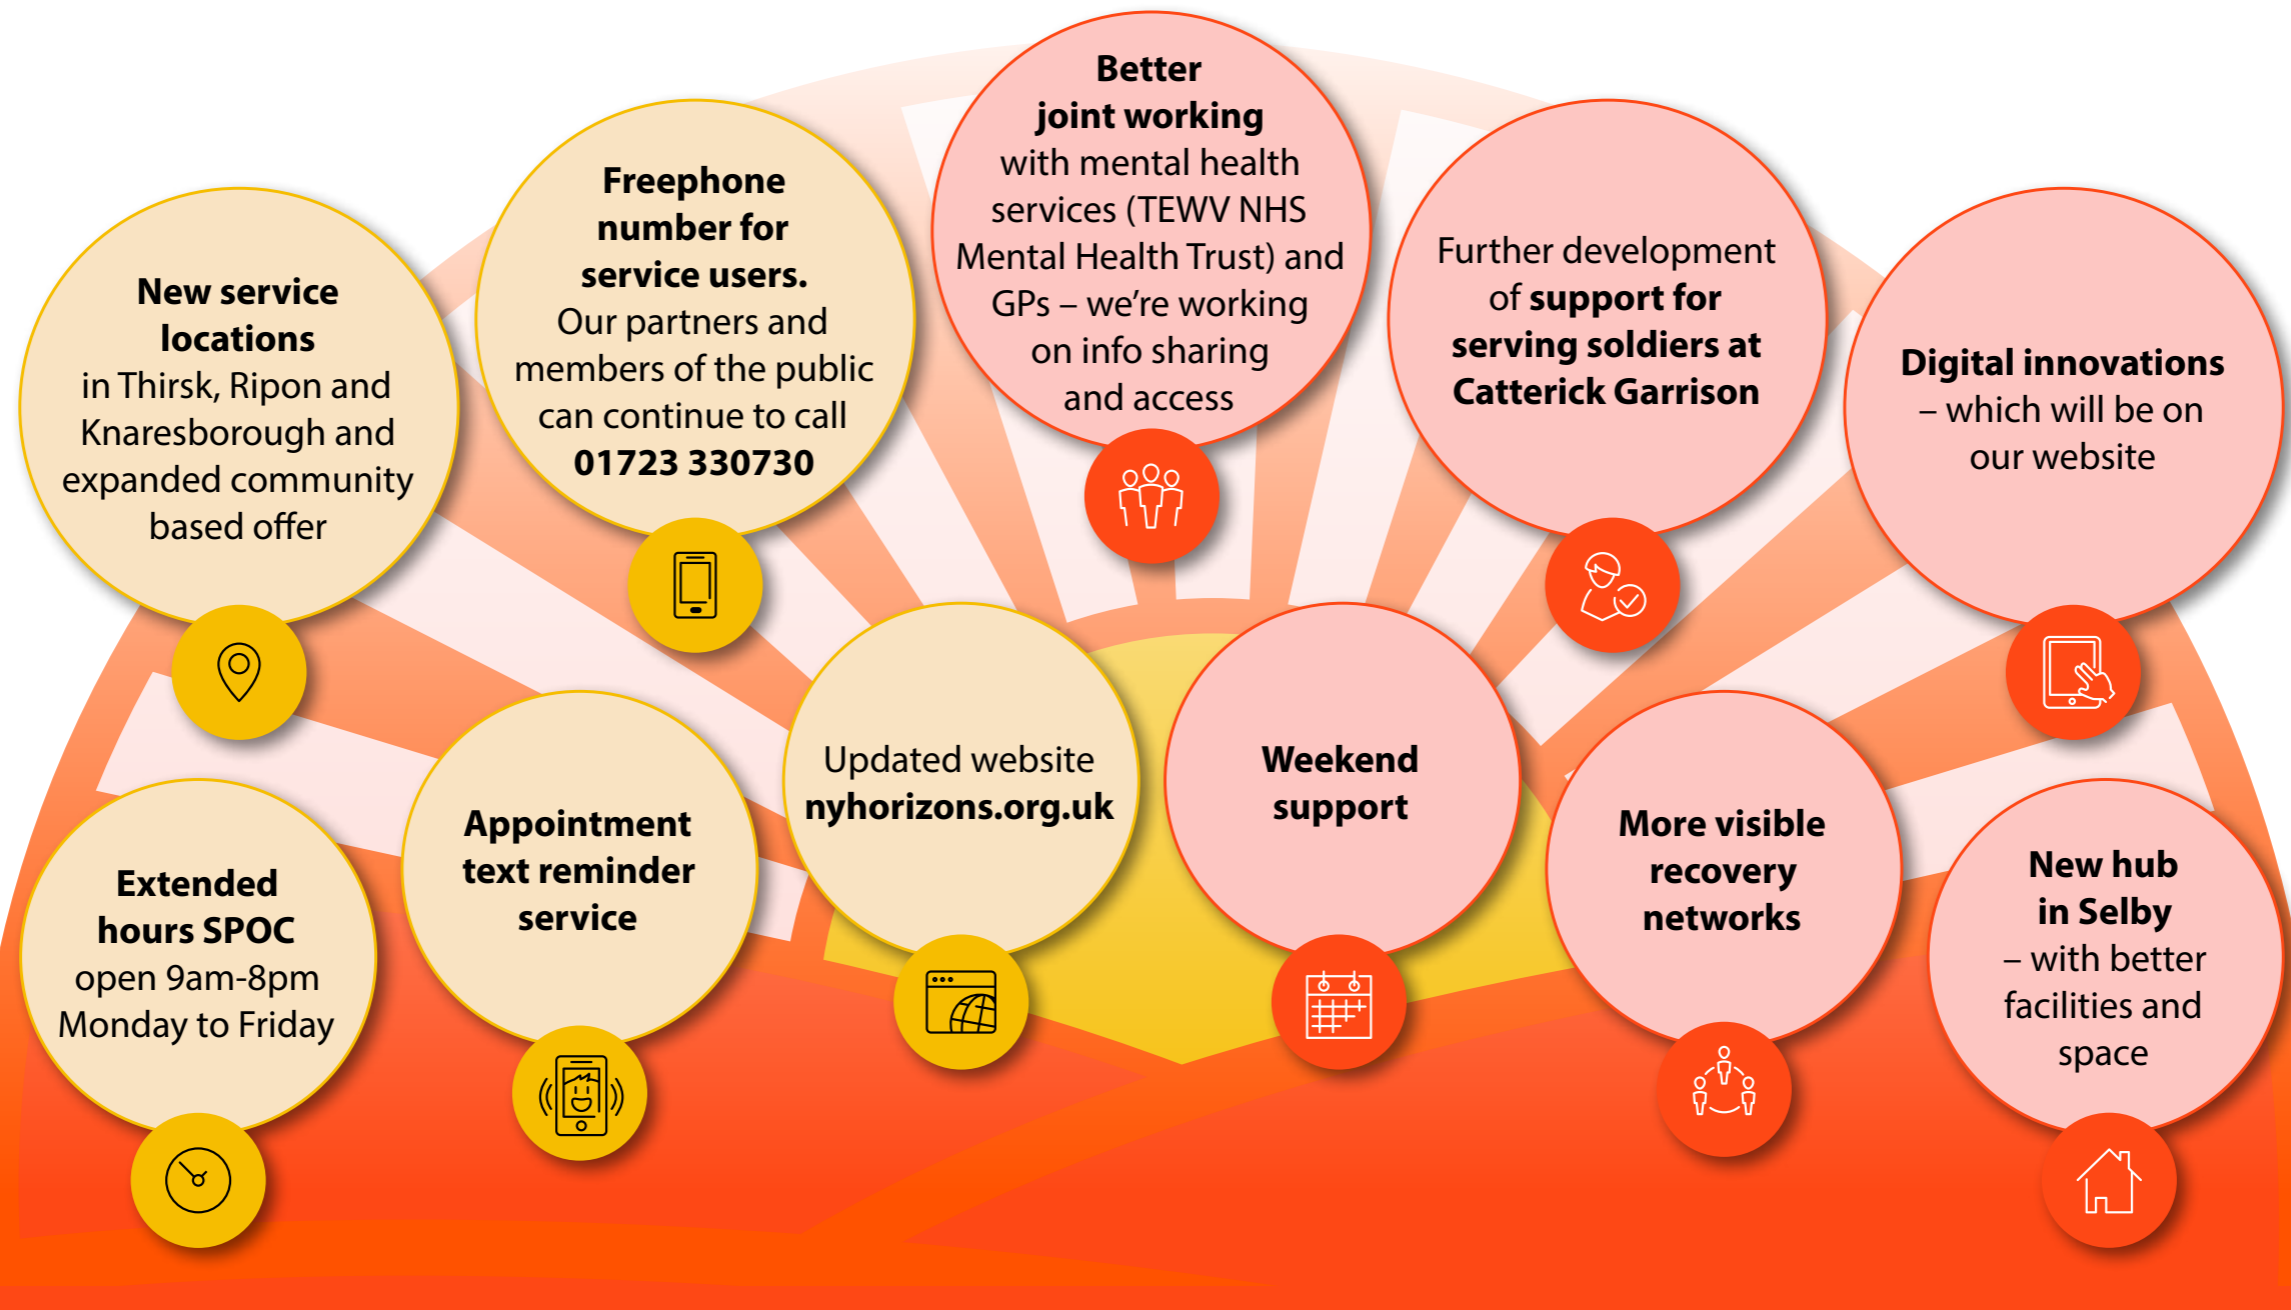 New service
locations
in Thirsk, Ripon and
Knaresborough and
expanded community
based offer
Freephone
number for
service users.
Our partners and
members of the public
can continue to call
01723 330730
Better
joint working
with mental health
services (TEWV NHS
Mental Health Trust) and
GPs – we’re working
on info sharing
and access
Further development
of support for
serving soldiers at
Catterick Garrison
Digital innovations
– which will be on
our website
Extended
hours SPOC
open 9am-8pm
Monday to Friday
Appointment
text reminder
service
Updated website
nyhorizons.org.uk
Weekend
support
More visible
recovery
networks
New hub
in Selby
– with better
facilities and
space